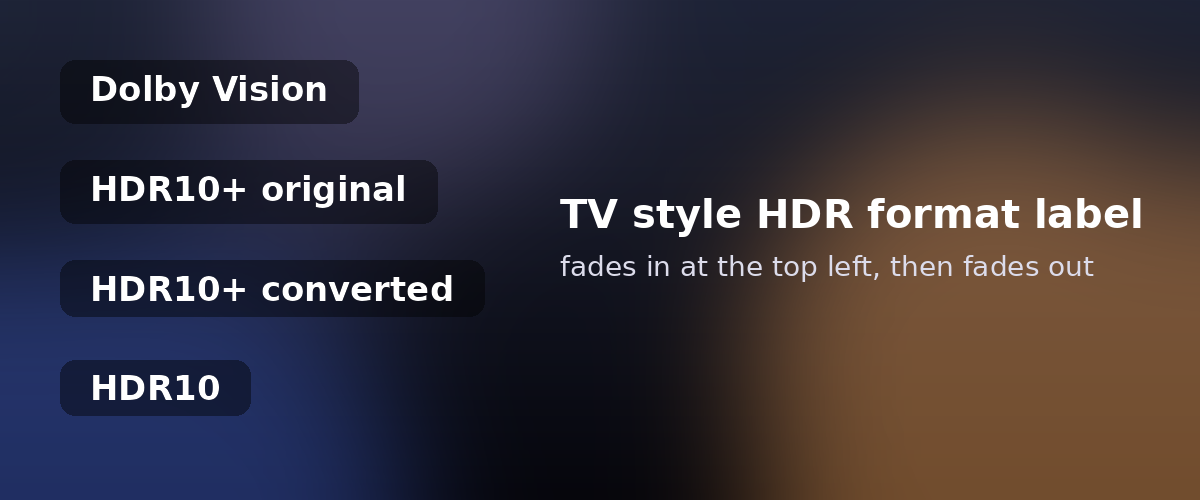 Dolby Vision
HDR10+ original
HDR10+ converted
HDR10
TV style HDR format label
fades in at the top left, then fades out